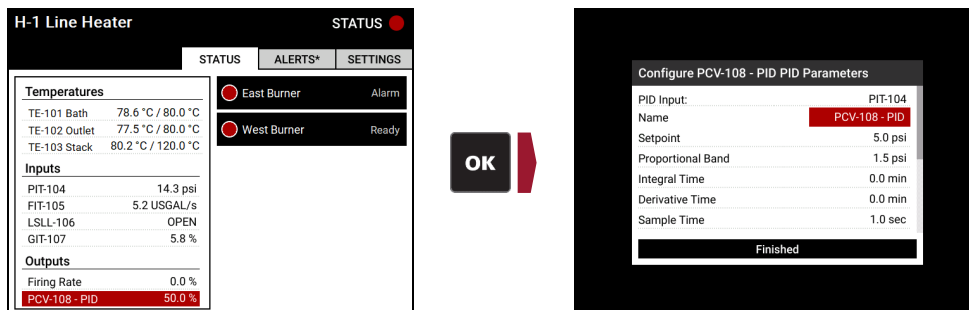 H-1 Line Heater STATUS
STATUS ALERTS* SETTINGS
Temperatures
TE-101 Bath 78.6 °C / 80.0 °C
TE-102 Outlet 77.5 °C / 80.0 °C
TE-103 Stack 80.2 °C / 120.0 °C
Inputs
PIT-104 14.3 psi
FIT-105 5.2 USGAL/s
LSLL-106 OPEN
GIT-107 5.8 %
Outputs
Firing Rate 0.0 %
PCV-108 - PID 50.0 %
East Burner Alarm
West Burner Ready
OK
Configure PCV-108 - PID PID Parameters
PID Input: PIT-104
Name PCV-108 - PID
Setpoint 5.0 psi
Proportional Band 1.5 psi
Integral Time 0.0 min
Derivative Time 0.0 min
Sample Time 1.0 sec
Finished